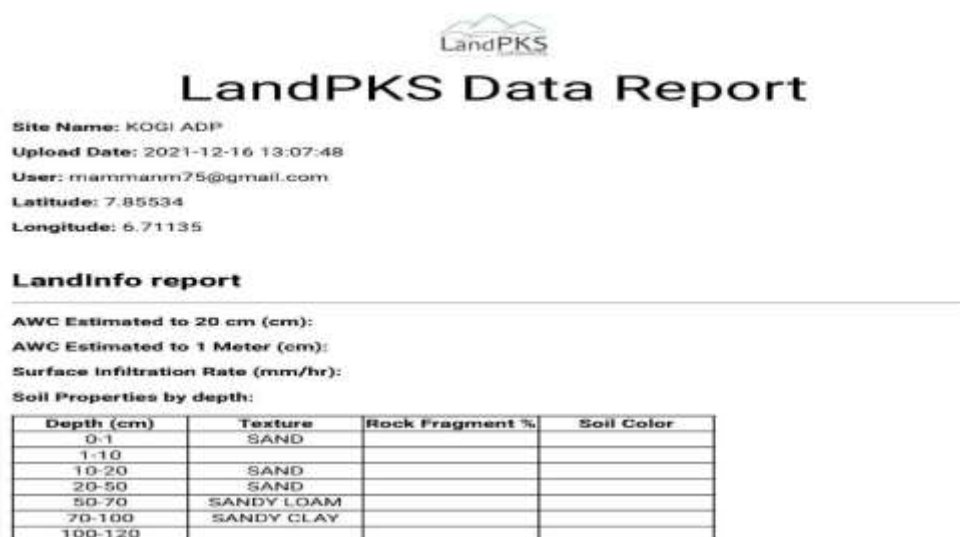 LandPKS
LandPKS Data Report
Site Name: KOGI ADP
Upload Date: 2021-12-16 13:07:48
User: mammanm75@gmail.com
Latitude: 7.85534
Longitude: 6.71135
LandInfo report
AWC Estimated to 20 cm (cm):
AWC Estimated to 1 Meter (cm):
Surface Infiltration Rate (mm/hr):
Soil Properties by depth:
Depth (cm) Texture Rock Fragment % Soil Color
0-1 SAND
1-10
10-20 SAND
20-50 SAND
50-70 SANDY LOAM
70-100 SANDY CLAY
100-120